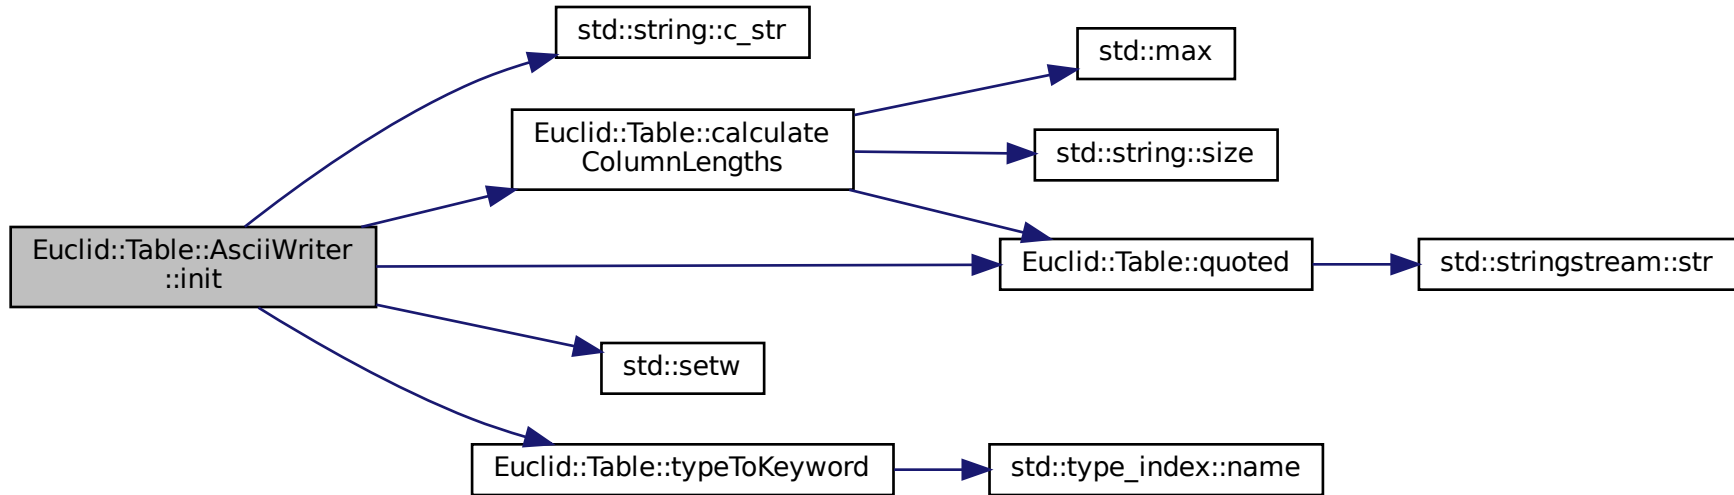 std::string::c_str
std::max
Euclid::Table::calculate
ColumnLengths
std::string::size
Euclid::Table::AsciiWriter
::init
Euclid::Table::quoted
std::stringstream::str
std::setw
Euclid::Table::typeToKeyword
std::type_index::name